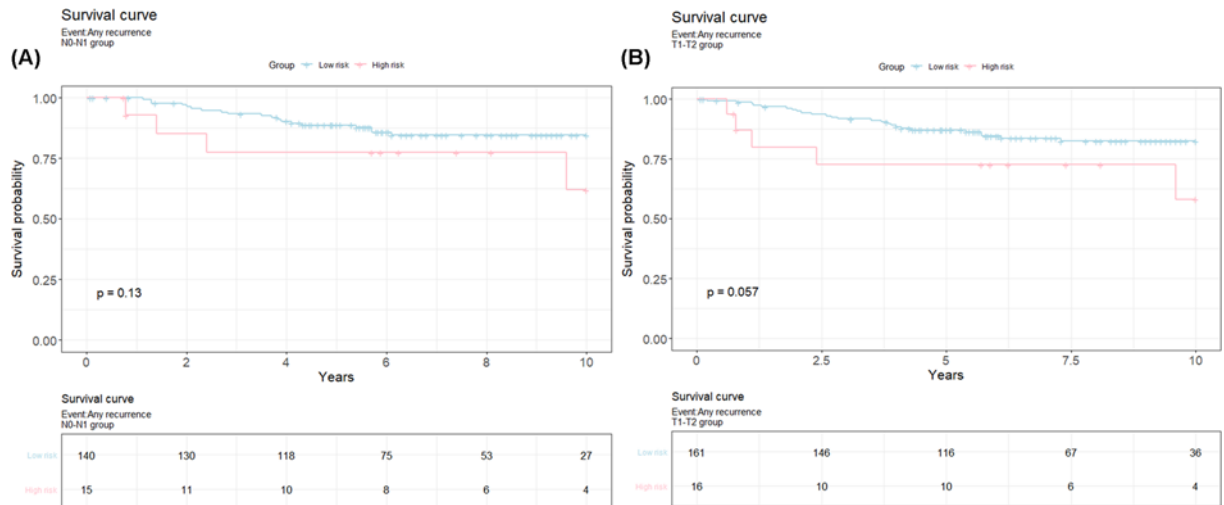 (A)
Survival curve
Event:Any recurrence
N0-N1 group
Group Low risk High risk
1.00
0.75
0.50
0.25
0.00
Survival probability
p = 0.13
0 2 4 6 8 10
Years
Survival curve
Event:Any recurrence
N0-N1 group
Low risk 140 130 118 75 53 27
High risk 15 11 10 8 6 4
(B)
Survival curve
Event:Any recurrence
T1-T2 group
Group Low risk High risk
1.00
0.75
0.50
0.25
0.00
Survival probability
p = 0.057
0 2.5 5 7.5 10
Years
Survival curve
Event:Any recurrence
T1-T2 group
Low risk 161 146 116 67 36
High risk 16 10 10 6 4